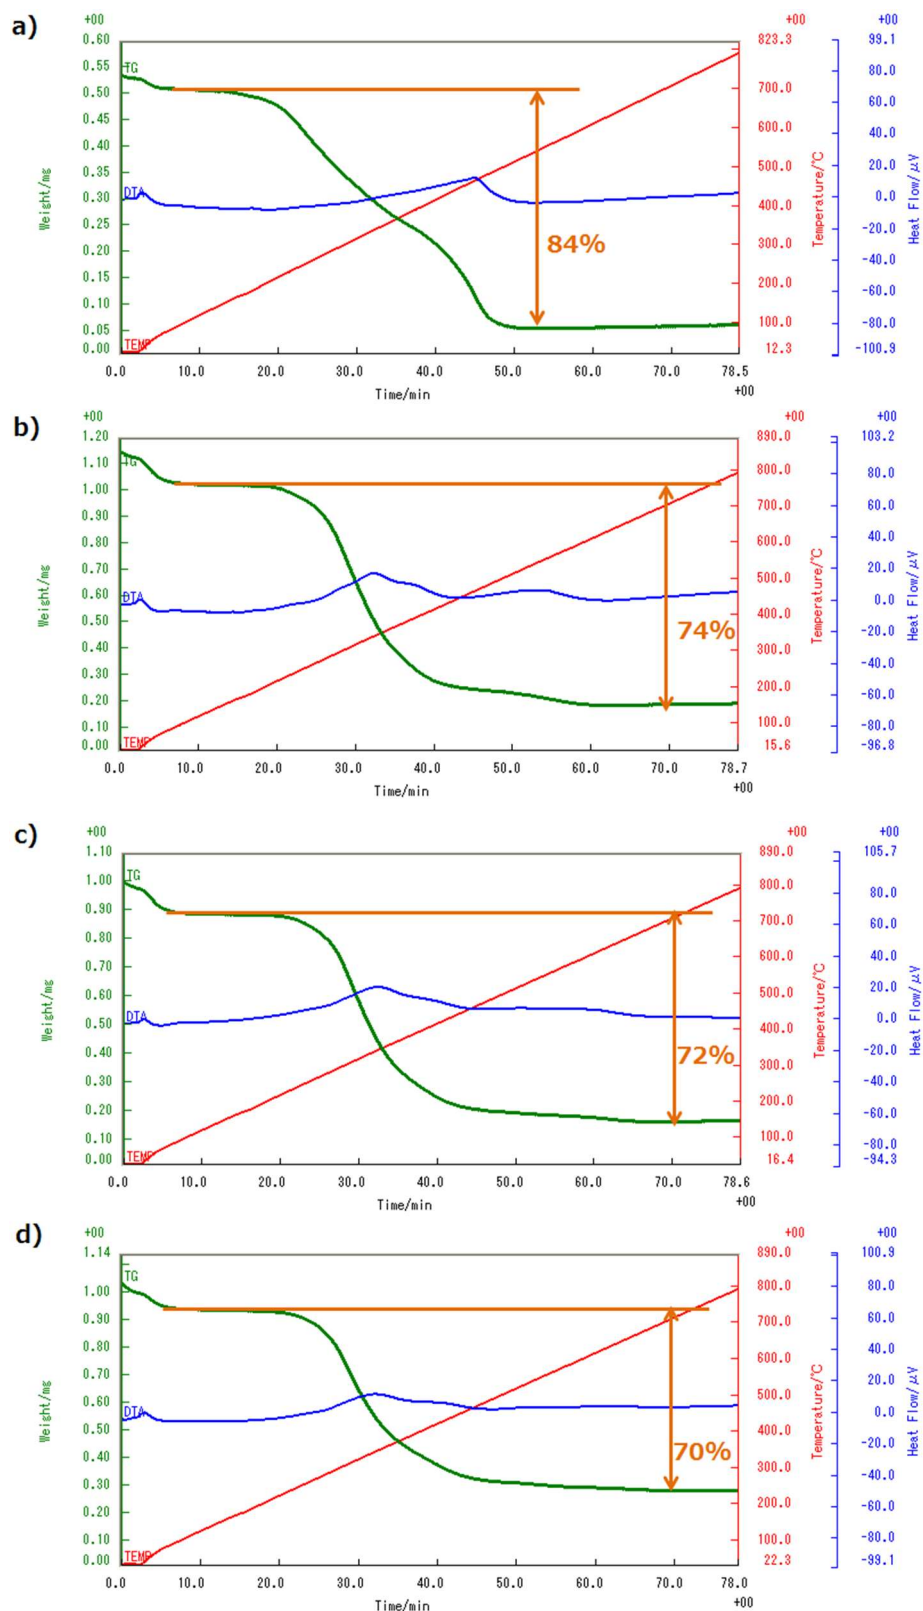 a)
+00 +00 +00
0.60 823.3 99.1
TG
0.55 80.0
0.50 700.0 60.0
0.45 600.0 40.0
0.40
0.35 500.0 20.0
DTA
0.30 400.0 0.0
0.25 300.0 -20.0
84%
0.20 -40.0
0.15 200.0 -60.0
0.10 100.0 -80.0
0.05
TEMP
0.00 12.3 -100.9
Weight/mg
Temperature/℃
Heat Flow/μV
0.0 10.0 20.0 30.0 40.0 50.0 60.0 70.0 78.5
Time/min +00
b)
+00 +00 +00
1.20 890.0 103.2
1.10 800.0 80.0
TG
1.00 700.0 60.0
0.90
0.80 600.0 40.0
0.70 500.0 20.0
0.60 400.0 0.0
DTA
0.50 -20.0
74%
0.40 300.0 -40.0
0.30 200.0 -60.0
0.20 100.0 -80.0
0.10
TEMP
0.00 15.6 -96.8
Weight/mg
Temperature/℃
Heat Flow/μV
0.0 10.0 20.0 30.0 40.0 50.0 60.0 70.0 78.7
Time/min +00
c)
+00 +00 +00
1.10 890.0 105.7
TG
1.00 800.0 80.0
0.90 700.0 60.0
0.80 600.0 40.0
0.70 500.0 20.0
0.60 400.0 0.0
DTA
0.50 -20.0
0.40 300.0 -40.0
72%
0.30 200.0 -60.0
0.20 100.0 -80.0
0.10
TEMP
0.00 16.4 -94.3
Weight/mg
Temperature/℃
Heat Flow/μV
0.0 10.0 20.0 30.0 40.0 50.0 60.0 70.0 78.6
Time/min +00
d)
+00 +00 +00
1.14 890.0 100.9
TG
1.00 800.0 80.0
0.90 700.0 60.0
0.80 600.0 40.0
0.70 500.0 20.0
0.60 400.0 0.0
DTA
0.50 300.0 -20.0
70%
0.40 -40.0
0.30 200.0 -60.0
0.20 100.0 -80.0
0.10
TEMP
0.00 22.3 -99.1
Weight/mg
Temperature/℃
Heat Flow/μV
0.0 10.0 20.0 30.0 40.0 50.0 60.0 70.0 78.0
Time/min +00